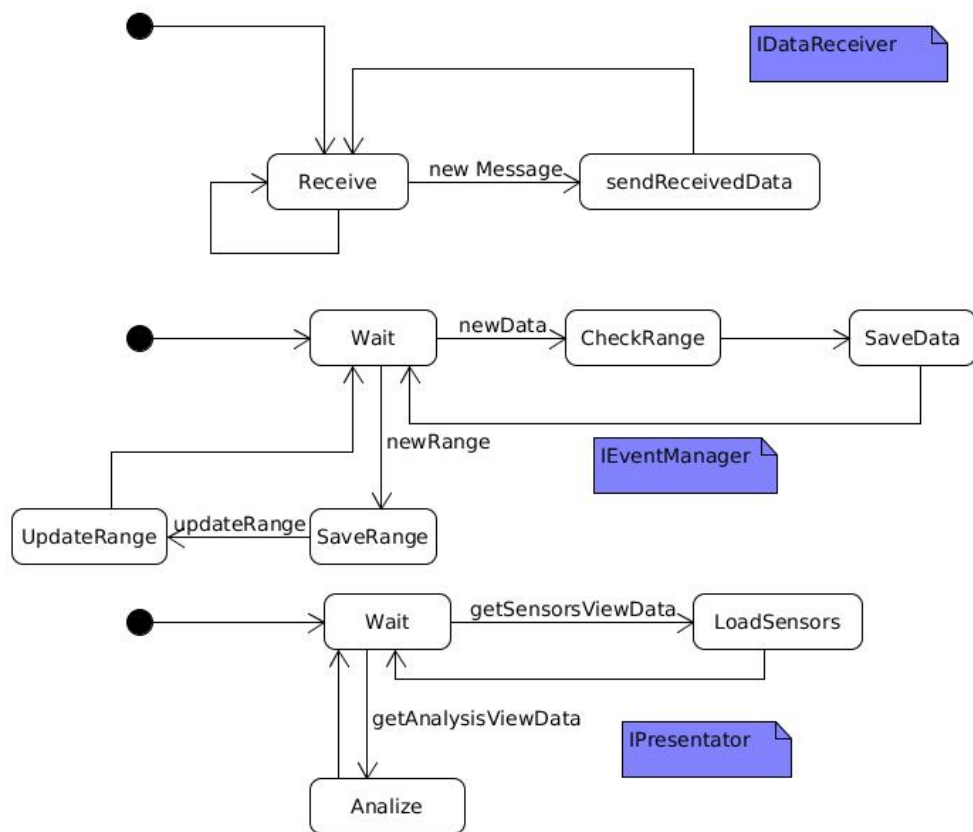 IDataReceiver
new Message
Receive
sendReceivedData
newData
Wait
CheckRange
SaveData
newRange
IEventManager
updateRange
UpdateRange
SaveRange
getSensorsViewData
Wait
LoadSensors
getAnalysisViewData
IPresentator
Analize